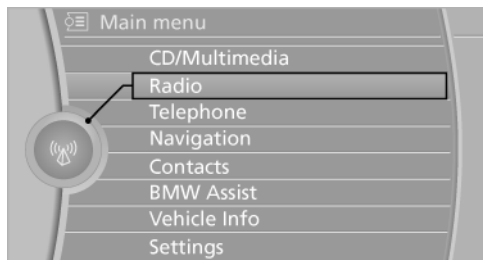 Main menu
CD/Multimedia
Radio
Telephone
Navigation
Contacts
BMW Assist
Vehicle Info
Settings